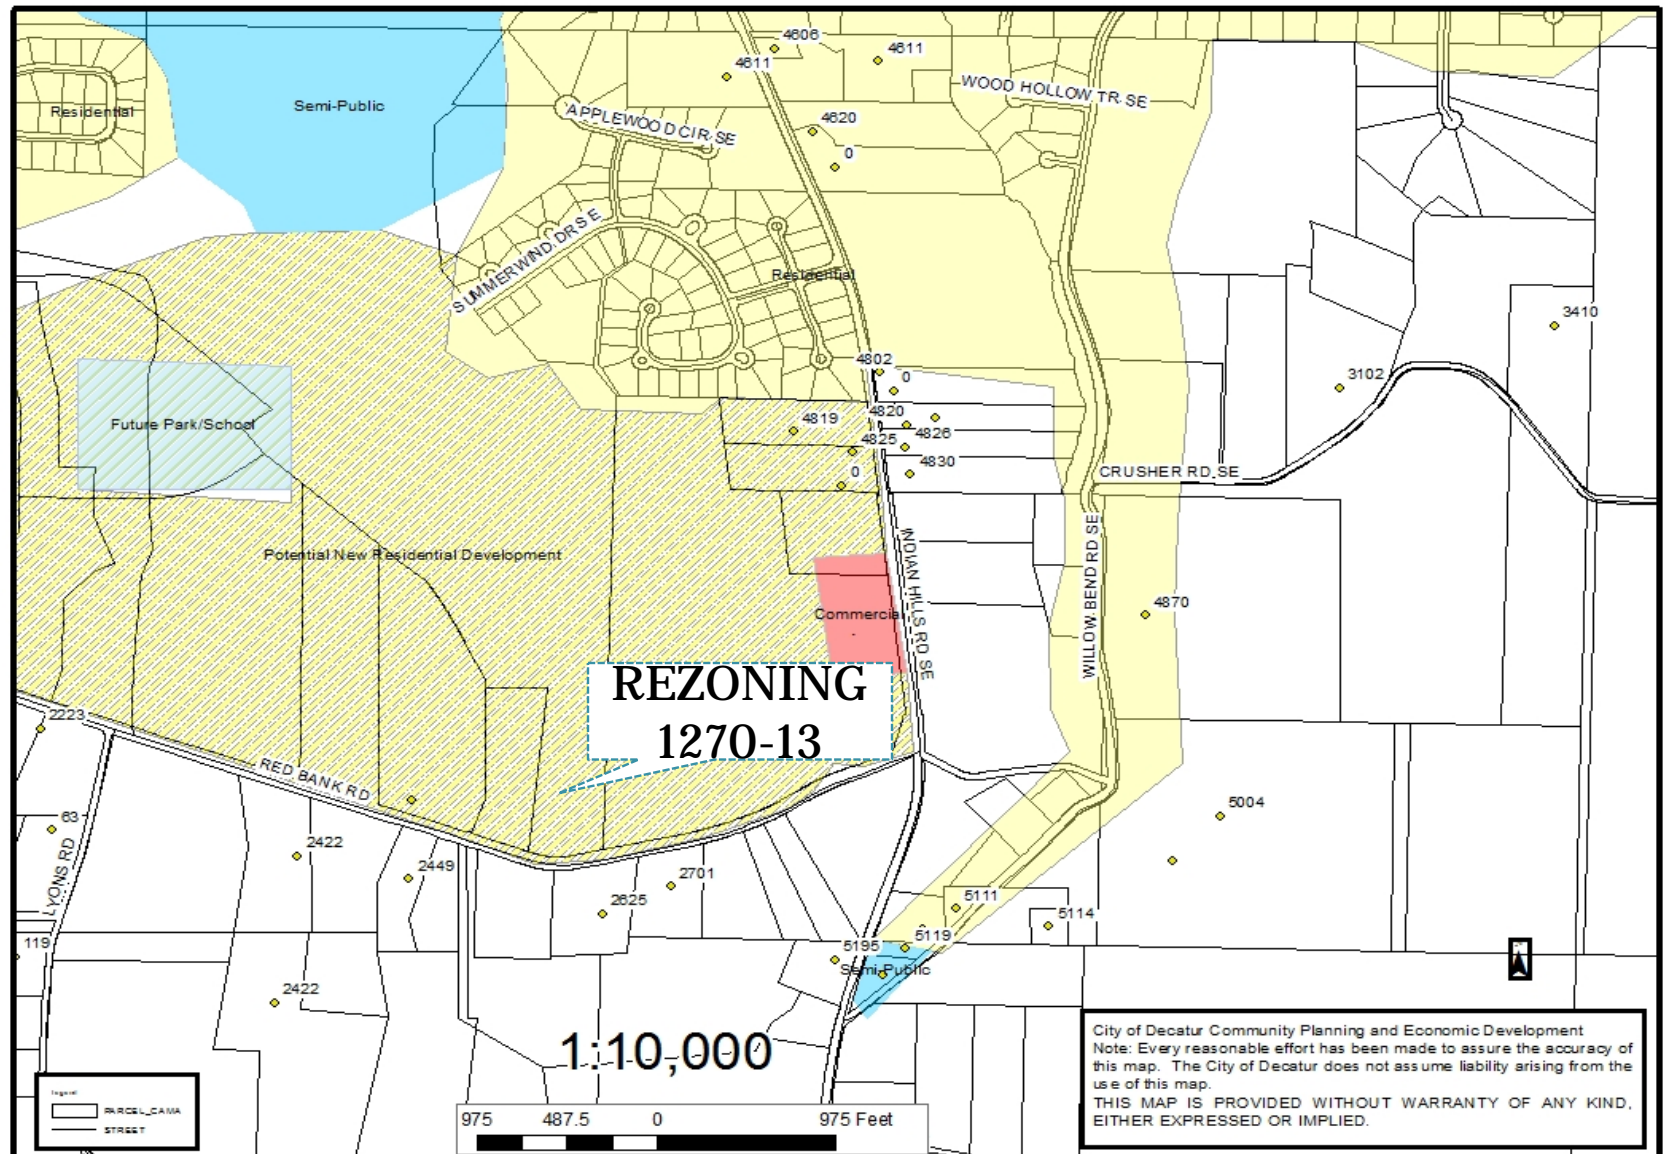 4606
4611
4611
WOOD HOLLOW TR SE
Residential
Semi-Public
APPLEWOOD CIR SE
4620
0
SUMMERWIND DR SE
Residential
3410
4802
0
3102
Future Park/School
4819
4820
4825
4826
0
4830
CRUSHER RD SE
Potential New Residential Development
INDIAN HILLS RD SE
WILLOW BEND RD SE
4870
Commercial
REZONING
1270-13
2223
RED BANK RD
63
LYONS RD
2422
2449
2625
2701
5004
5111
5114
5119
119
5195
Semi-Public
2422
1:10,000
City of Decatur Community Planning and Economic Development
Note: Every reasonable effort has been made to assure the accuracy of
this map. The City of Decatur does not assume liability arising from the
use of this map.
THIS MAP IS PROVIDED WITHOUT WARRANTY OF ANY KIND,
EITHER EXPRESSED OR IMPLIED.
legend
PARCEL_CAMA
STREET
975 487.5 0 975 Feet